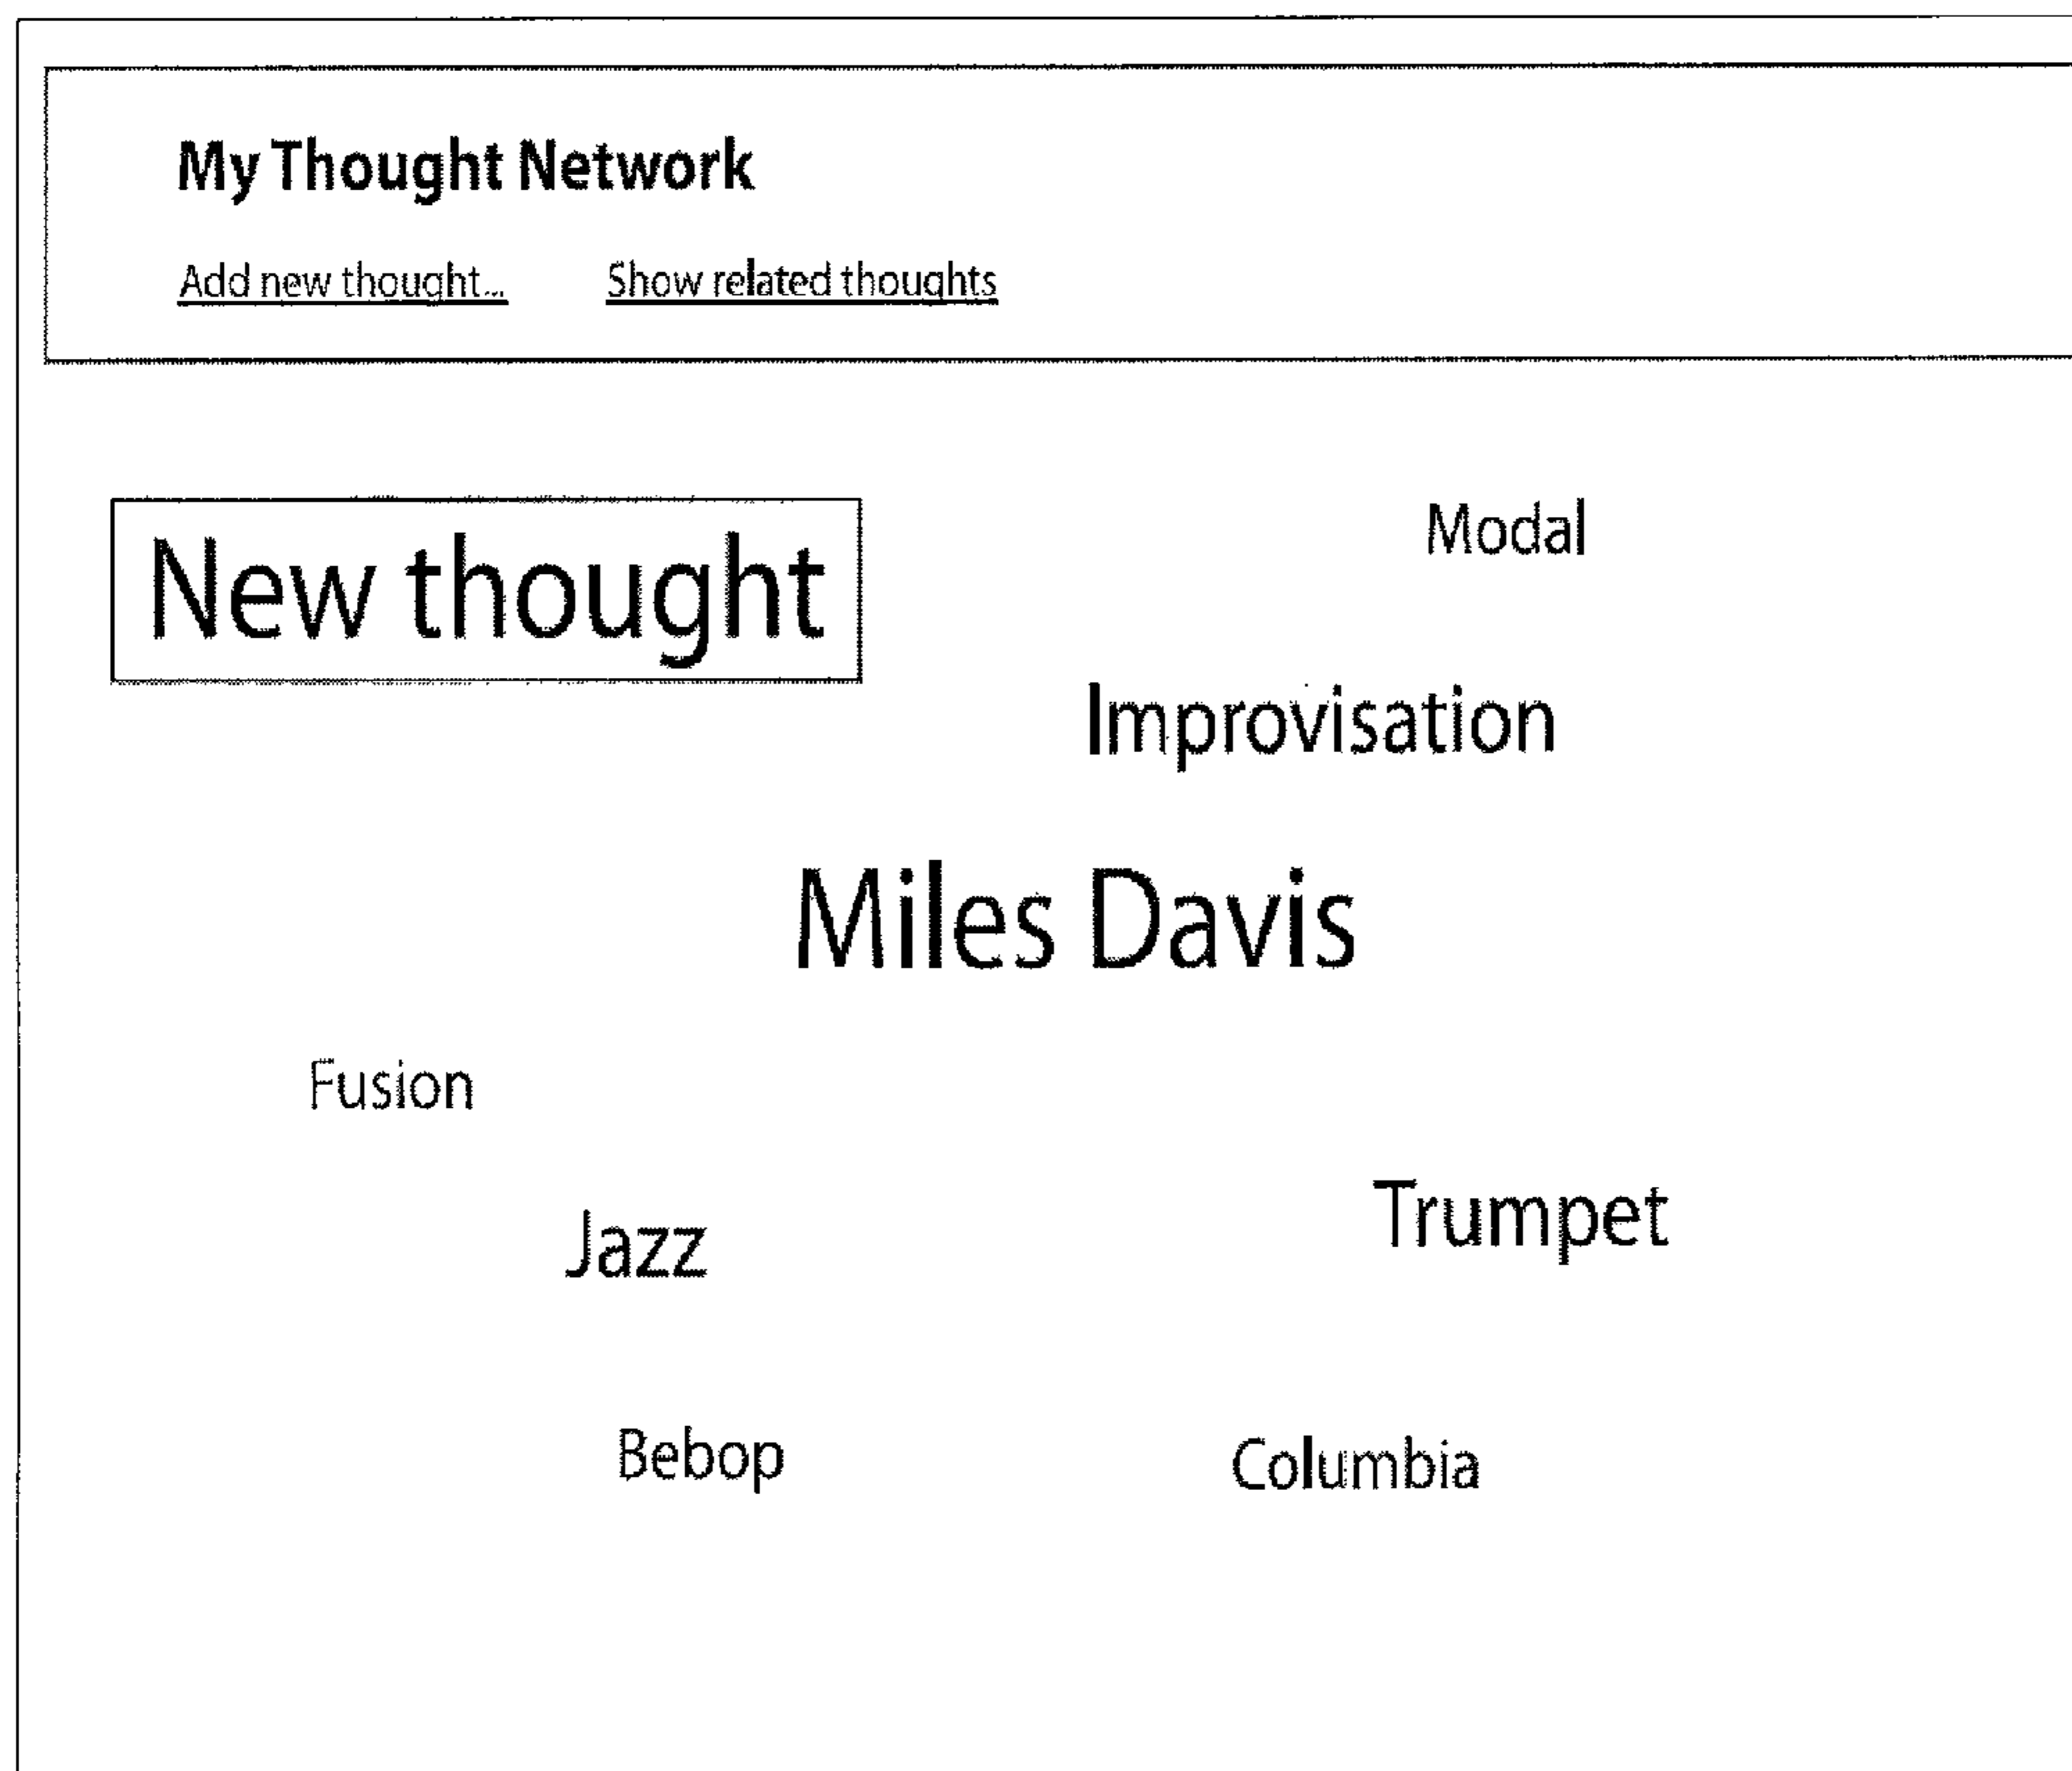 My Thought Network
Add new thought...
Show related thoughts
New thought
Modal
Improvisation
Miles Davis
Fusion
Trumpet
Jazz
Bebop
Columbia